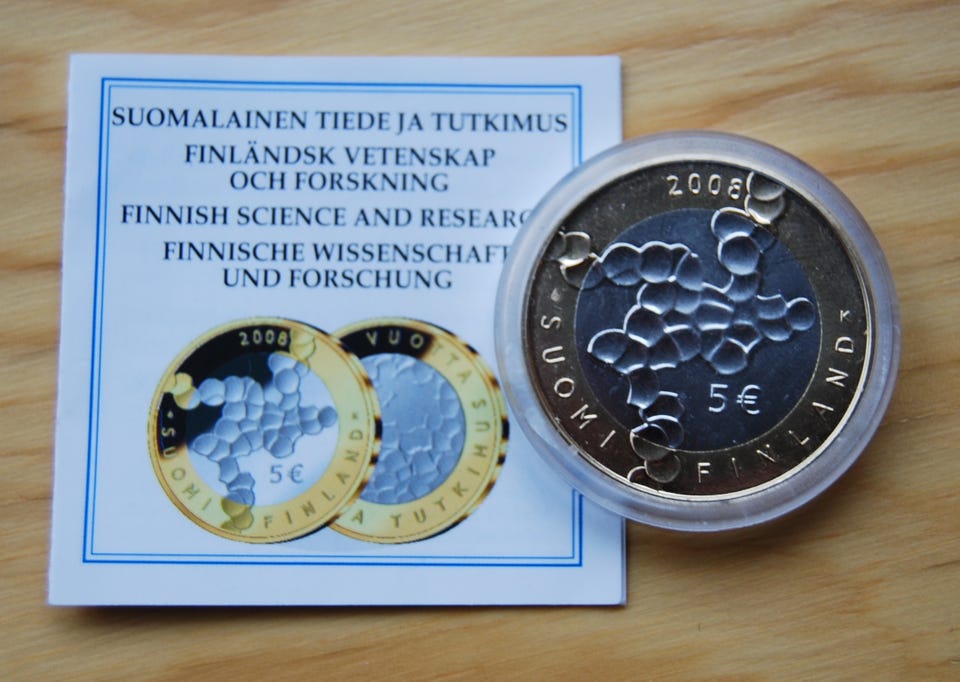 SUOMALAINEN TIEDE JA TUTKIMUS
FINLÄNDSK VETENSKAP
OCH FORSKNING
FINNISH SCIENCE AND RESEARC
FINNISCHE WISSENSCHAFT
UND FORSCHUNG
2008
SUOMI FINLAND
5€
VUOTTA
A TUTKIMUS
2008
SUOMI FINLAND
K
5€